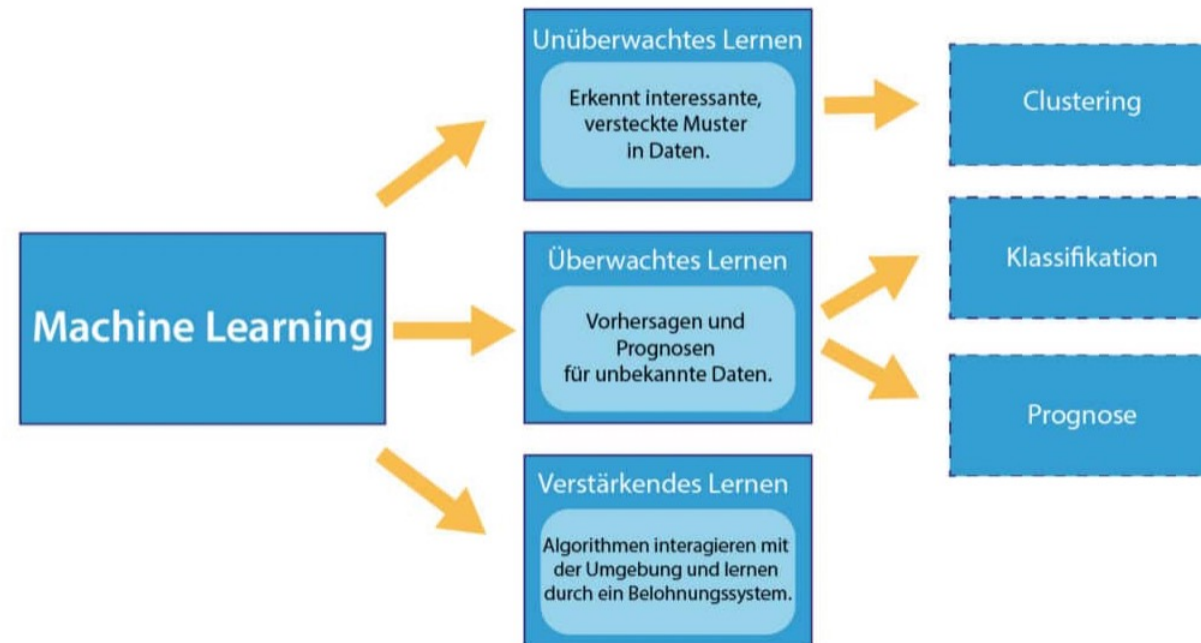 Machine Learning
Unüberwachtes Lernen
Erkennt interessante,
versteckte Muster
in Daten.
Clustering
Überwachtes Lernen
Vorhersagen und
Prognosen
für unbekannte Daten.
Klassifikation
Prognose
Verstärkendes Lernen
Algorithmen interagieren mit
der Umgebung und lernen
durch ein Belohnungssystem.